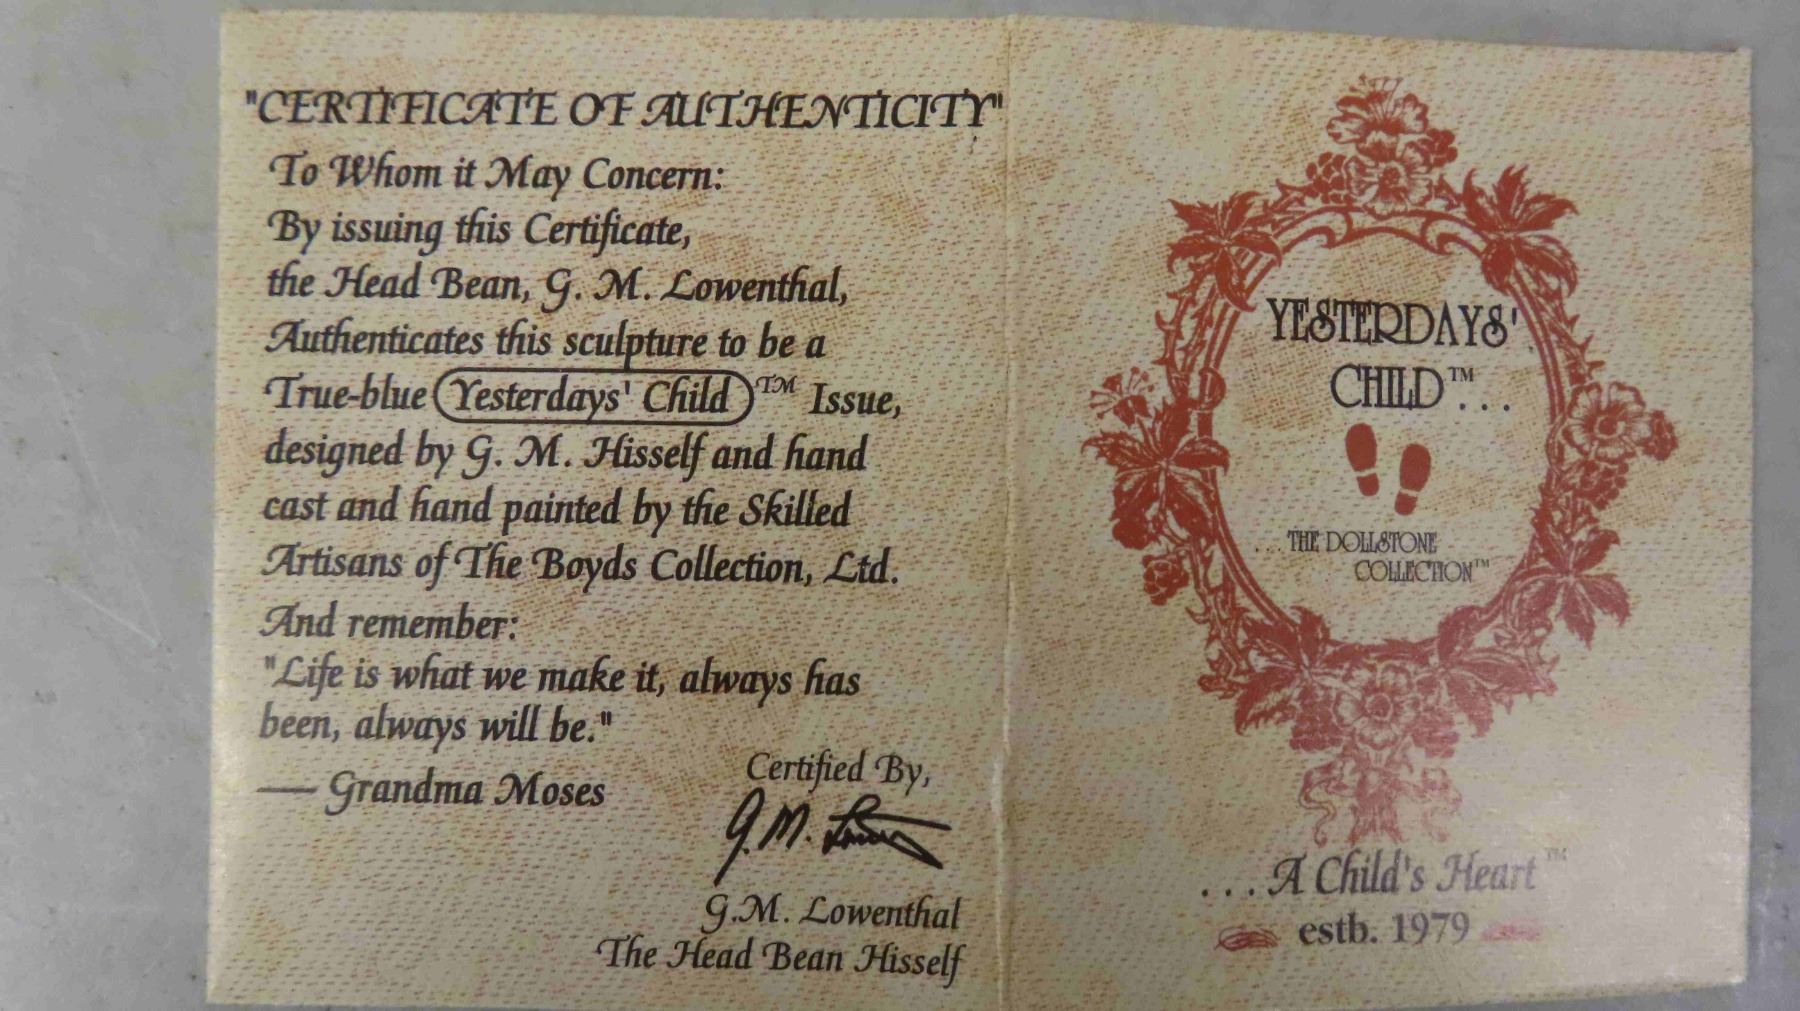 "CERTIFICATE OF AUTHENTICITY"
To Whom it May Concern:
By issuing this Certificate,
the Head Bean, G. M. Lowenthal,
Authenticates this sculpture to be a
True-blue Yesterdays' Child™ Issue,
designed by G. M. Hisself and hand
cast and hand painted by the Skilled
Artisans of The Boyds Collection, Ltd.
And remember:
"Life is what we make it, always has
been, always will be."
— Grandma Moses
Certified By,
G.M. Lowenthal
G.M. Lowenthal
The Head Bean Hisself
YESTERDAYS'
CHILD™...
...THE DOLLSTONE
COLLECTION™
...A Child's Heart™
estb. 1979